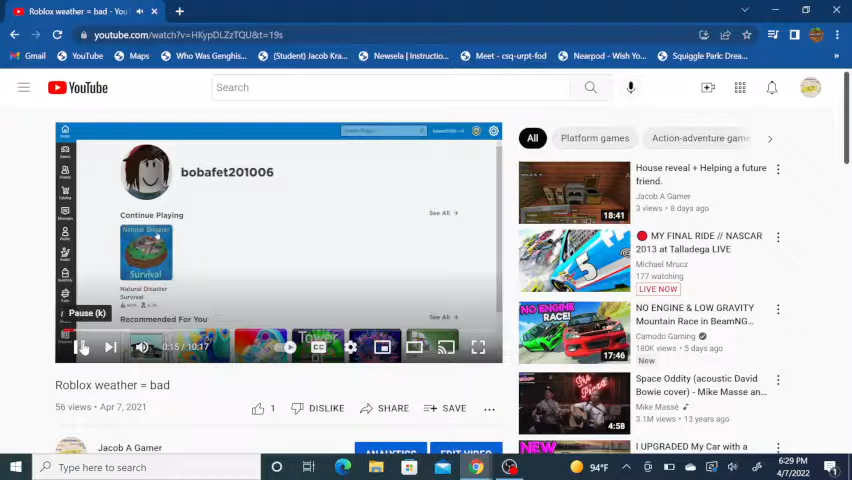 Roblox weather = bad - You
youtube.com/watch?v=HKypDLZzTQU&t=19s
Gmail
YouTube
Maps
Who Was Genghis...
(Student) Jacob Kra...
Newsela | Instructio...
Meet - csq-urpt-fod
Nearpod - Wish Yo...
Squiggle Park: Drea...
»
YouTube
Search
bobafet201006
Continue Playing
See All
Natural Disaster
Survival
Natural Disaster
Survival
Recommended For You
See All
Pause (k)
Tower
0:15 / 10:17
CC
Roblox weather = bad
56 views • Apr 7, 2021
1
DISLIKE
SHARE
SAVE
...
Jacob A Gamer
ANALYTICS
EDIT VIDEO
All
Platform games
Action-adventure game
House reveal + Helping a future
friend.
Jacob A Gamer
3 views • 8 days ago
18:41
🔴 MY FINAL RIDE // NASCAR
2013 at Talladega LIVE
Michael Mrucz
177 watching
LIVE NOW
5
NO ENGINE
RACE!
17:46
NO ENGINE & LOW GRAVITY
Mountain Race in BeamNG...
Camodo Gaming
180K views • 5 days ago
New
Space Oddity (acoustic David
Bowie cover) - Mike Masse an...
Mike Massé
3.1M views • 13 years ago
4:58
NEW
I UPGRADED My Car with a
Type here to search
94°F
6:29 PM
4/7/2022
1